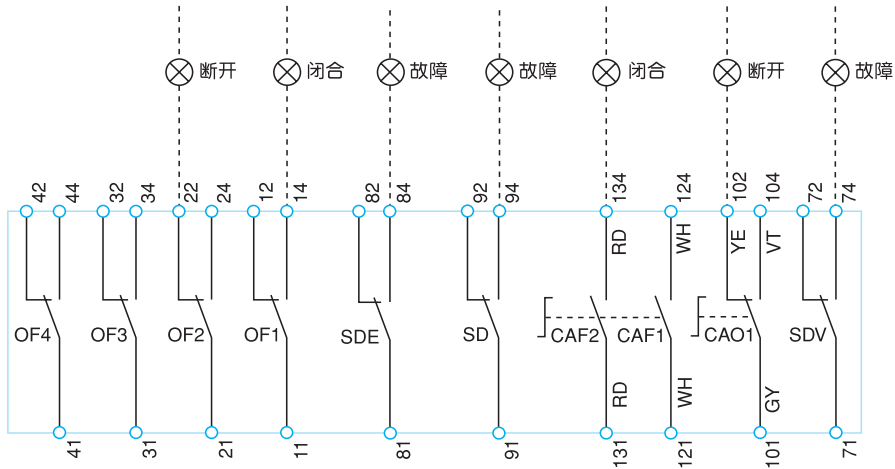 断开 闭合 故障 故障 闭合 断开 故障
42 44 32 34 22 24 12 14 82 84 92 94 134 124 102 104 72 74
RD WH YE VT
OF4 OF3 OF2 OF1 SDE SD CAF2 CAF1 CAO1 SDV
RD WH GY
41 31 21 11 81 91 131 121 101 71